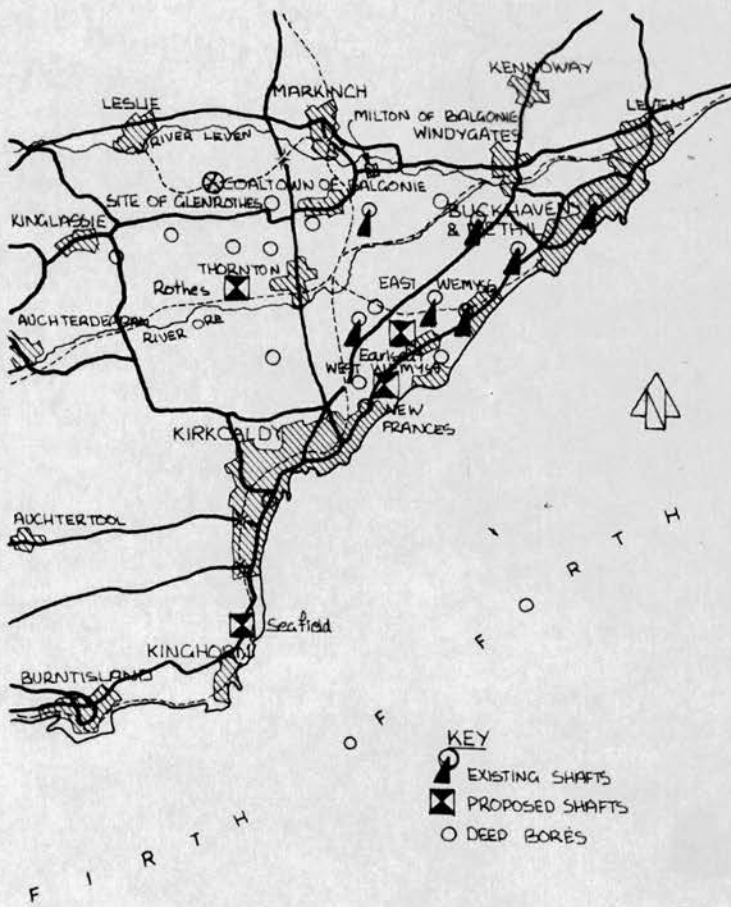 KENNOWAY
MARKINCH
LESLIE
LEVEN
MILTON OF BALGONIE
WINDYGATES
RIVER LEVEN
COALTOWN OF BALGONIE
SITE OF GLENROTHES
BUCKHAVEN
& METHIL
KINGLASSIE
THORNTON
EAST WEMYSS
Rothes
AUCHTERDERRAN
RIVER ORE
Earlseat
WEST WEMYSS
NEW
FRANCES
KIRKCALDY
AUCHTERTOOL
Seafield
KINGHORN
BURNTISLAND
FIRTH
OF
FORTH
KEY
EXISTING SHAFTS
PROPOSED SHAFTS
DEEP BORES